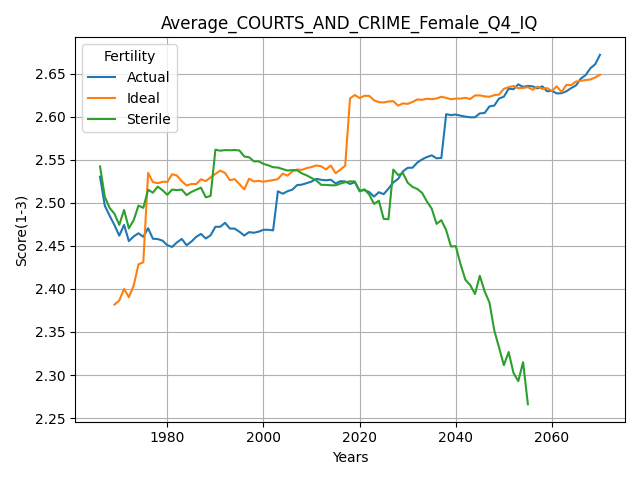 Average_COURTS_AND_CRIME_Female_Q4_IQ
Fertility
Actual
Ideal
Sterile
Score(1-3)
2.65
2.60
2.55
2.50
2.45
2.40
2.35
2.30
2.25
1980 2000 2020 2040 2060
Years